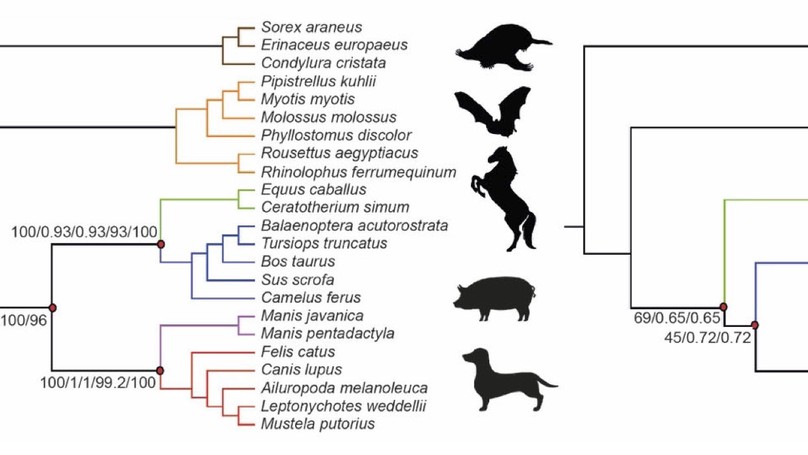 Sorex araneus
Erinaceus europaeus
Condylura cristata
Pipistrellus kuhlii
Myotis myotis
Molossus molossus
Phyllostomus discolor
Rousettus aegyptiacus
Rhinolophus ferrumequinum
Equus caballus
Ceratotherium simum
100/0.93/0.93/93/100
Balaenoptera acutorostrata
Tursiops truncatus
Bos taurus
Sus scrofa
Camelus ferus
100/96
Manis javanica
Manis pentadactyla
Felis catus
Canis lupus
100/1/1/99.2/100
Ailuropoda melanoleuca
Leptonychotes weddellii
Mustela putorius
69/0.65/0.65
45/0.72/0.72